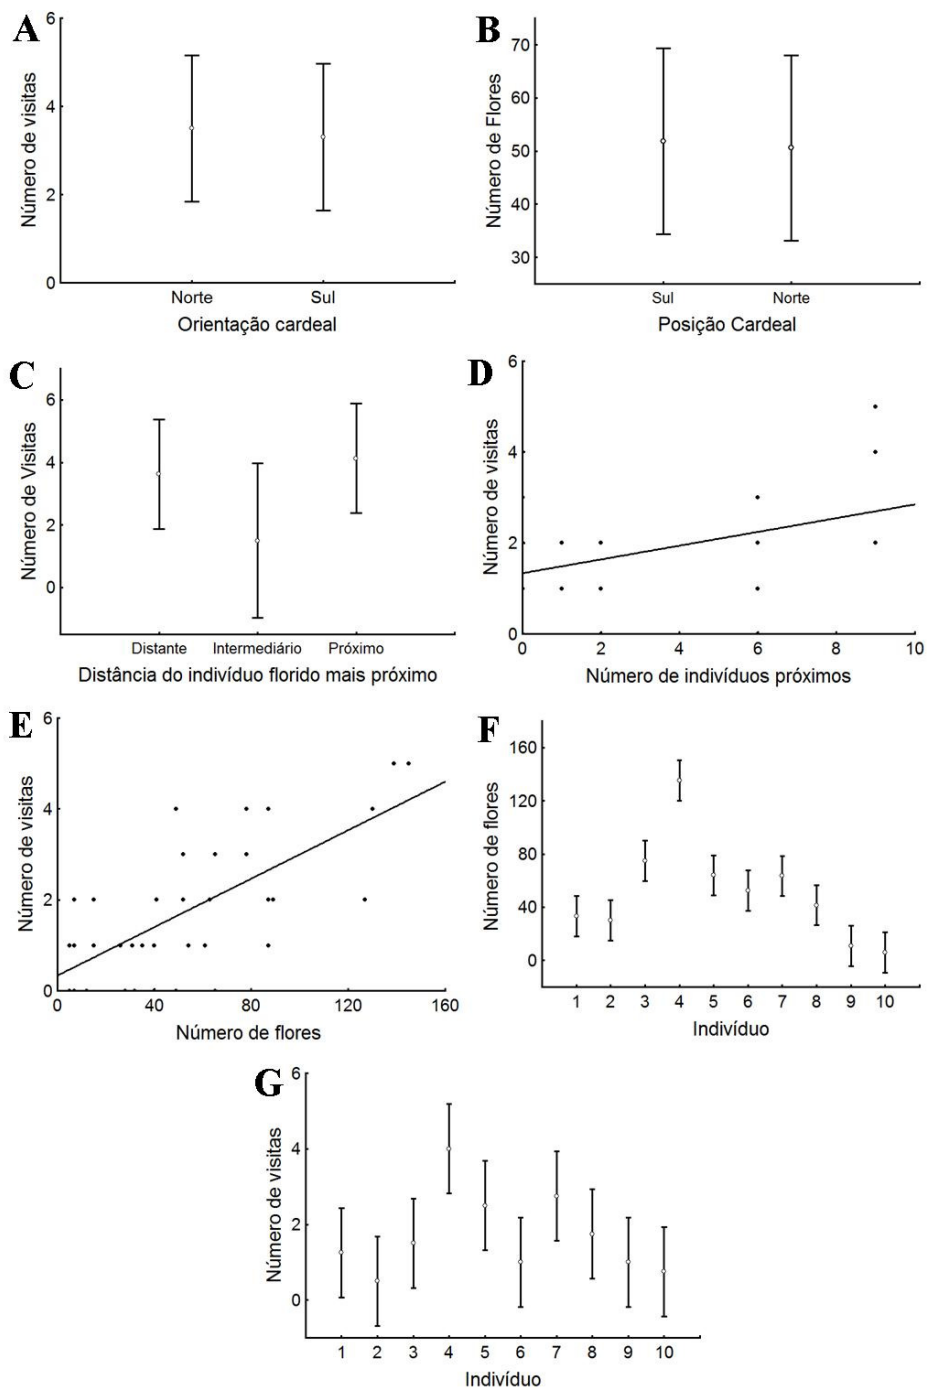 A
Número de visitas
6
4
2
0
Norte Sul
Orientação cardeal
B
Número de Flores
70
60
50
40
30
Sul Norte
Posição Cardeal
C
Número de Visitas
6
4
2
0
Distante Intermediário Próximo
Distância do indivíduo florido mais próximo
D
Número de visitas
6
4
2
0
0 2 4 6 8 10
Número de indivíduos próximos
E
Número de visitas
6
4
2
0
0 40 80 120 160
Número de flores
F
Número de flores
160
120
80
40
0
1 2 3 4 5 6 7 8 9 10
Indivíduo
G
Número de visitas
6
4
2
0
1 2 3 4 5 6 7 8 9 10
Indivíduo